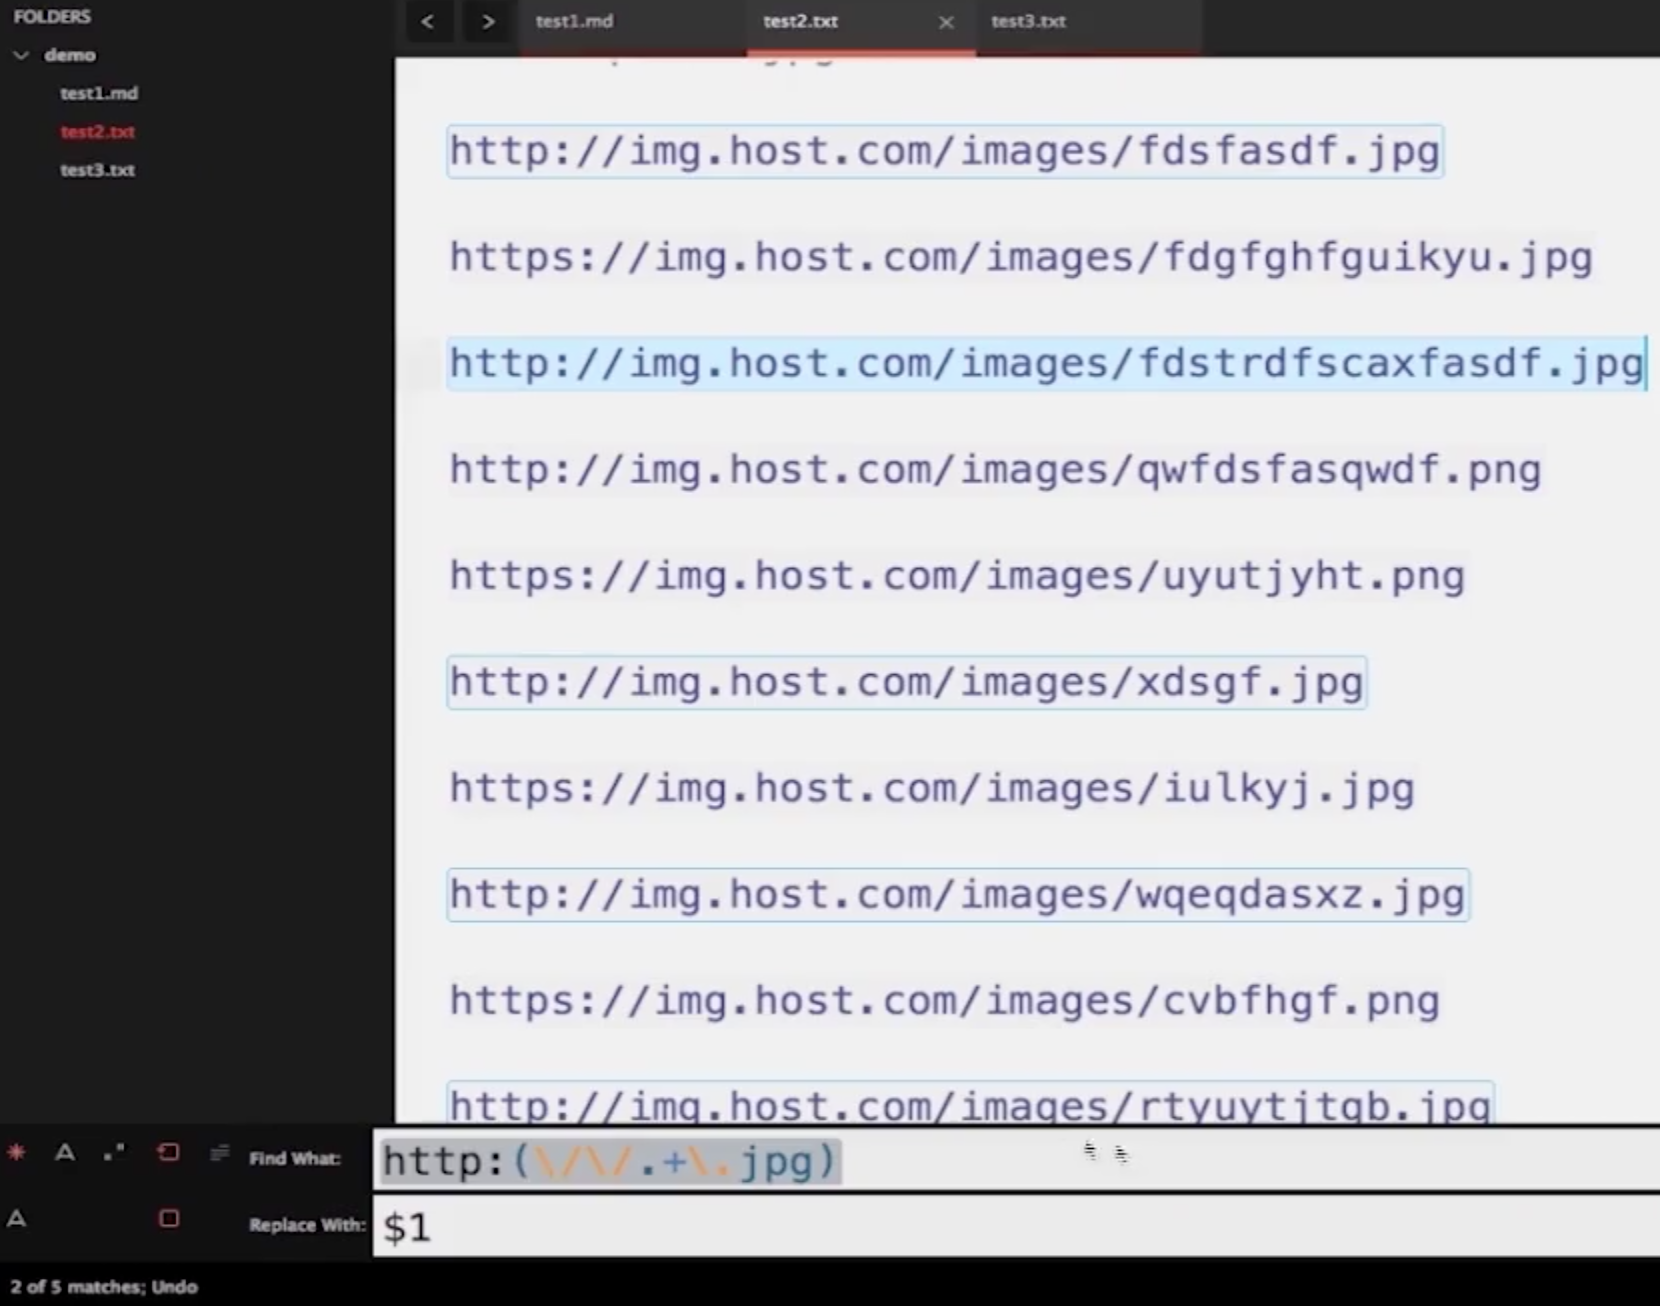 FOLDERS
demo
test1.md
test2.txt
test3.txt
test1.md
test2.txt
test3.txt
http://img.host.com/images/fdsfasdf.jpg
https://img.host.com/images/fdgfghfguikyu.jpg
http://img.host.com/images/fdstrdfscaxfasdf.jpg
http://img.host.com/images/qwfdsfasqwdf.png
https://img.host.com/images/uyutjyht.png
http://img.host.com/images/xdsgf.jpg
https://img.host.com/images/iulkyj.jpg
http://img.host.com/images/wqeqdasxz.jpg
https://img.host.com/images/cvbfhgf.png
http://img.host.com/images/rtyuytjtqb.jpg
Find What: http:(\/\/.+\.jpg)
Replace With: $1
2 of 5 matches; Undo